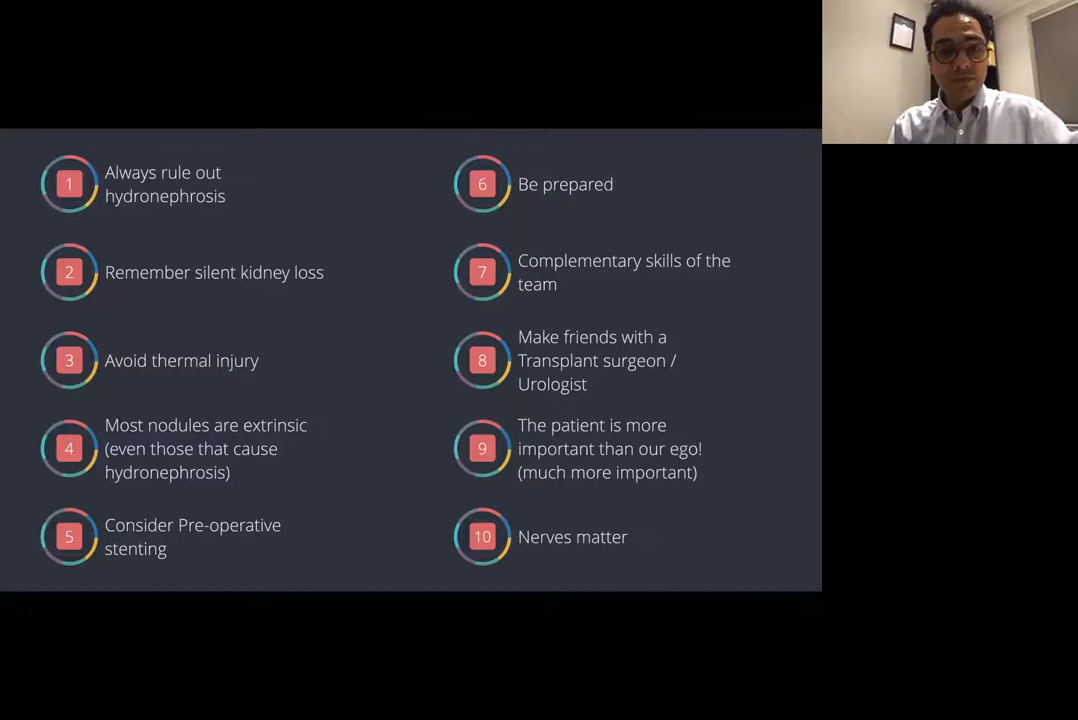 1
Always rule out
hydronephrosis
2
Remember silent kidney loss
3
Avoid thermal injury
4
Most nodules are extrinsic
(even those that cause
hydronephrosis)
5
Consider Pre-operative
stenting
6
Be prepared
7
Complementary skills of the
team
8
Make friends with a
Transplant surgeon /
Urologist
9
The patient is more
important than our ego!
(much more important)
10
Nerves matter